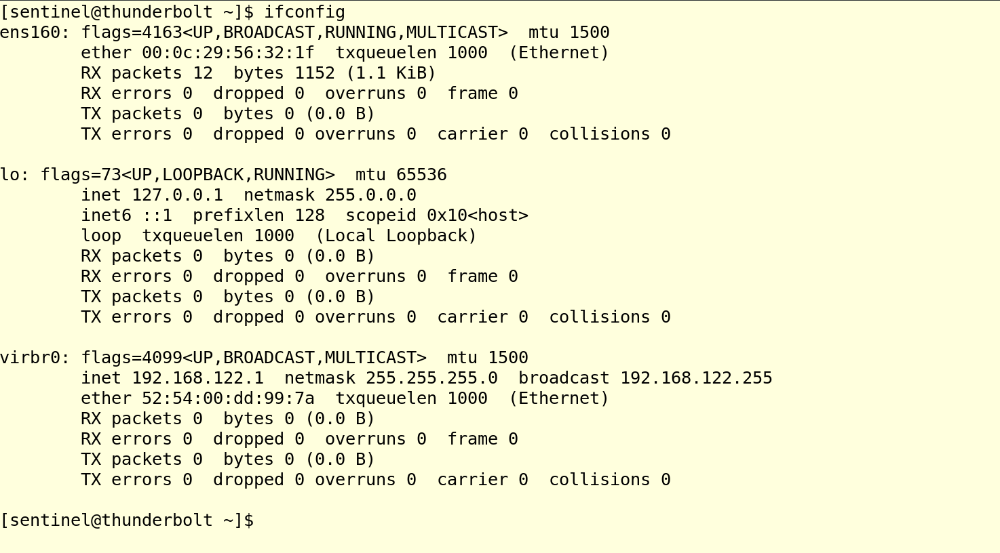 [sentinel@thunderbolt ~]$ ifconfig
ens160: flags=4163<UP,BROADCAST,RUNNING,MULTICAST>  mtu 1500
        ether 00:0c:29:56:32:1f  txqueuelen 1000  (Ethernet)
        RX packets 12  bytes 1152 (1.1 KiB)
        RX errors 0  dropped 0  overruns 0  frame 0
        TX packets 0  bytes 0 (0.0 B)
        TX errors 0  dropped 0 overruns 0  carrier 0  collisions 0

lo: flags=73<UP,LOOPBACK,RUNNING>  mtu 65536
        inet 127.0.0.1  netmask 255.0.0.0
        inet6 ::1  prefixlen 128  scopeid 0x10<host>
        loop  txqueuelen 1000  (Local Loopback)
        RX packets 0  bytes 0 (0.0 B)
        RX errors 0  dropped 0  overruns 0  frame 0
        TX packets 0  bytes 0 (0.0 B)
        TX errors 0  dropped 0 overruns 0  carrier 0  collisions 0

virbr0: flags=4099<UP,BROADCAST,MULTICAST>  mtu 1500
        inet 192.168.122.1  netmask 255.255.255.0  broadcast 192.168.122.255
        ether 52:54:00:dd:99:7a  txqueuelen 1000  (Ethernet)
        RX packets 0  bytes 0 (0.0 B)
        RX errors 0  dropped 0  overruns 0  frame 0
        TX packets 0  bytes 0 (0.0 B)
        TX errors 0  dropped 0 overruns 0  carrier 0  collisions 0

[sentinel@thunderbolt ~]$